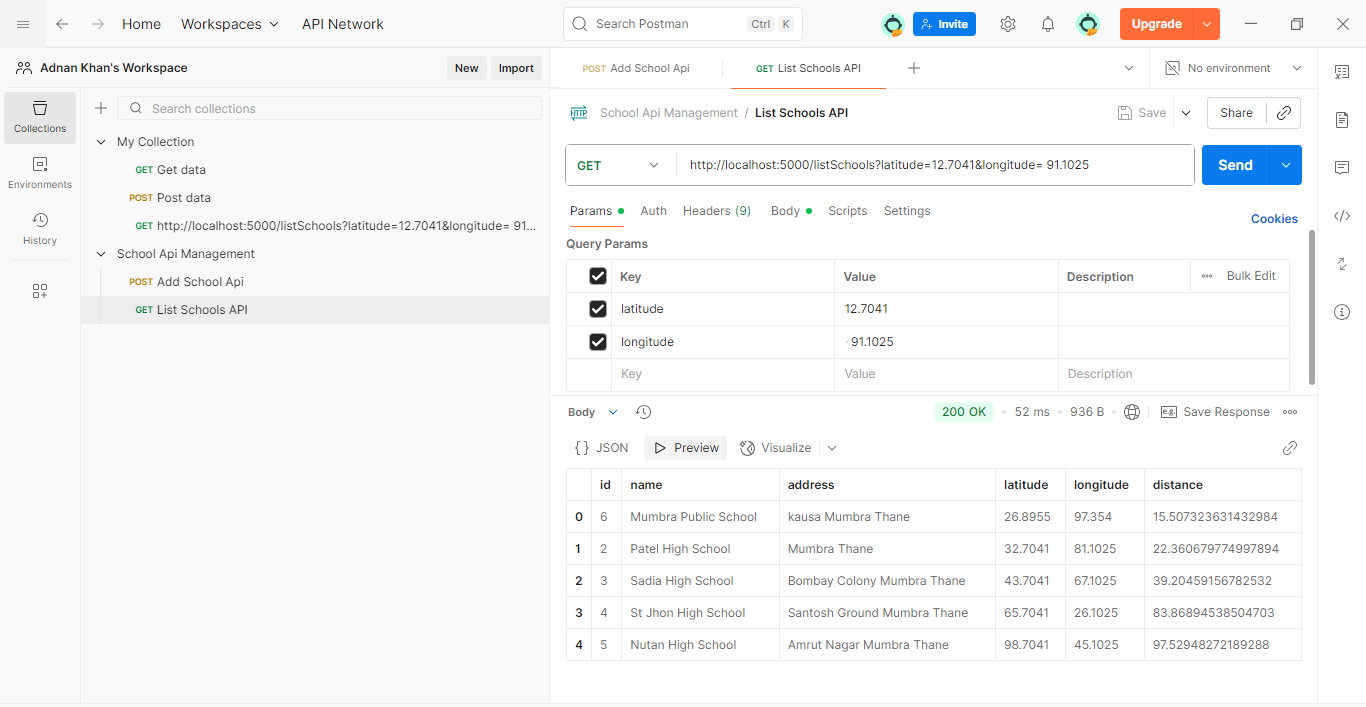 Home Workspaces API Network Search Postman Ctrl K Invite Upgrade
Adnan Khan's Workspace New Import
POST Add School Api GET List Schools API No environment
Collections
Environments
History
Search collections
My Collection
GET Get data
POST Post data
GET http://localhost:5000/listSchools?latitude=12.7041&longitude= 91...
School Api Management
POST Add School Api
GET List Schools API
HTTP School Api Management / List Schools API Save Share
GET http://localhost:5000/listSchools?latitude=12.7041&longitude= 91.1025 Send
Params Auth Headers (9) Body Scripts Settings Cookies
Query Params
Key Value Description Bulk Edit
latitude 12.7041
longitude · 91.1025
Key Value Description
Body 200 OK 52 ms 936 B e.g. Save Response
{} JSON Preview Visualize
id name address latitude longitude distance
0 6 Mumbra Public School kausa Mumbra Thane 26.8955 97.354 15.507323631432984
1 2 Patel High School Mumbra Thane 32.7041 81.1025 22.360679774997894
2 3 Sadia High School Bombay Colony Mumbra Thane 43.7041 67.1025 39.20459156782532
3 4 St Jhon High School Santosh Ground Mumbra Thane 65.7041 26.1025 83.86894538504703
4 5 Nutan High School Amrut Nagar Mumbra Thane 98.7041 45.1025 97.52948272189288